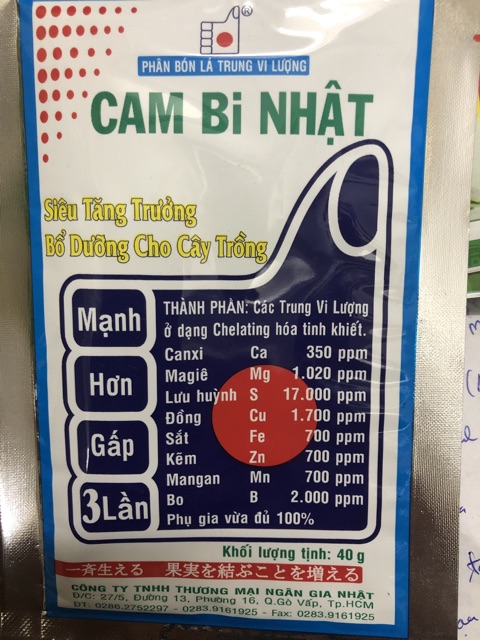 ®
PHÂN BÓN LÁ TRUNG VI LƯỢNG
CAM Bi NHẬT
Siêu Tăng Trưởng
Bổ Dưỡng Cho Cây Trồng
Mạnh
Hơn
Gấp
3 Lần
THÀNH PHẦN: Các Trung Vi Lượng
ở dạng Chelating hóa tinh khiết.
Canxi Ca 350 ppm
Magiê Mg 1.020 ppm
Lưu huỳnh S 17.000 ppm
Đồng Cu 1.700 ppm
Sắt Fe 700 ppm
Kẽm Zn 700 ppm
Mangan Mn 700 ppm
Bo B 2.000 ppm
Phụ gia vừa đủ 100%
Khối lượng tịnh: 40 g
一斉生える 果実を結ぶことを増える
CÔNG TY TNHH THƯƠNG MẠI NGÂN GIA NHẬT
Đ/C: 27/5, Đường 13, Phường 16, Q.Gò Vấp, Tp.HCM
ĐT: 0286.2752297 - 0283.9161925 - Fax: 0283.9161925